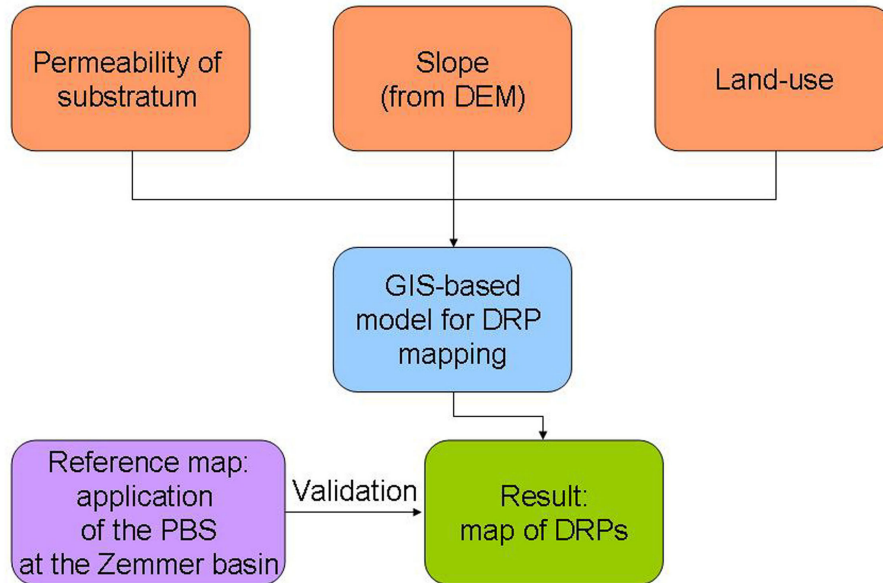 Permeability of
substratum
Slope
(from DEM)
Land-use
GIS-based
model for DRP
mapping
Reference map:
application
of the PBS
at the Zemmer basin
Validation
Result:
map of DRPs